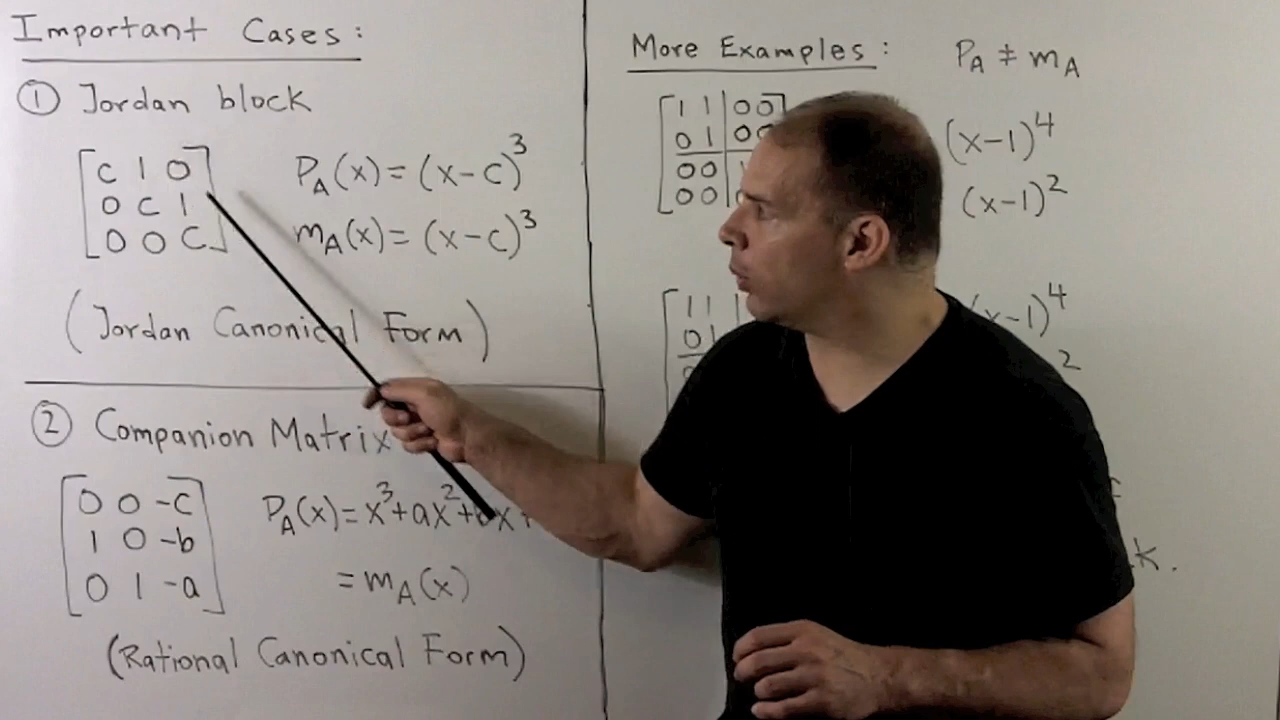 Important Cases:
① Jordan block
[c 1 0]
[0 c 1]
[0 0 c]
P_A(x) = (x-c)^3
m_A(x) = (x-c)^3
(Jordan Canonical Form)
② Companion Matrix
[0 0 -c]
[1 0 -b]
[0 1 -a]
P_A(x) = x^3+ax^2+
= m_A(x)
(Rational Canonical Form)
More Examples: P_A ≠ m_A
1 1 | 0 0
0 1 | 0 0
0 0
0 0
(x-1)^4
(x-1)^2
1 1
0 1
(x-1)^4
2
k.